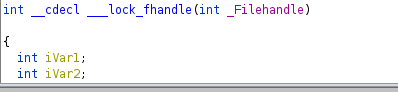 int __cdecl ___lock_fhandle(int _Filehandle)
{
int iVar1;
int iVar2;